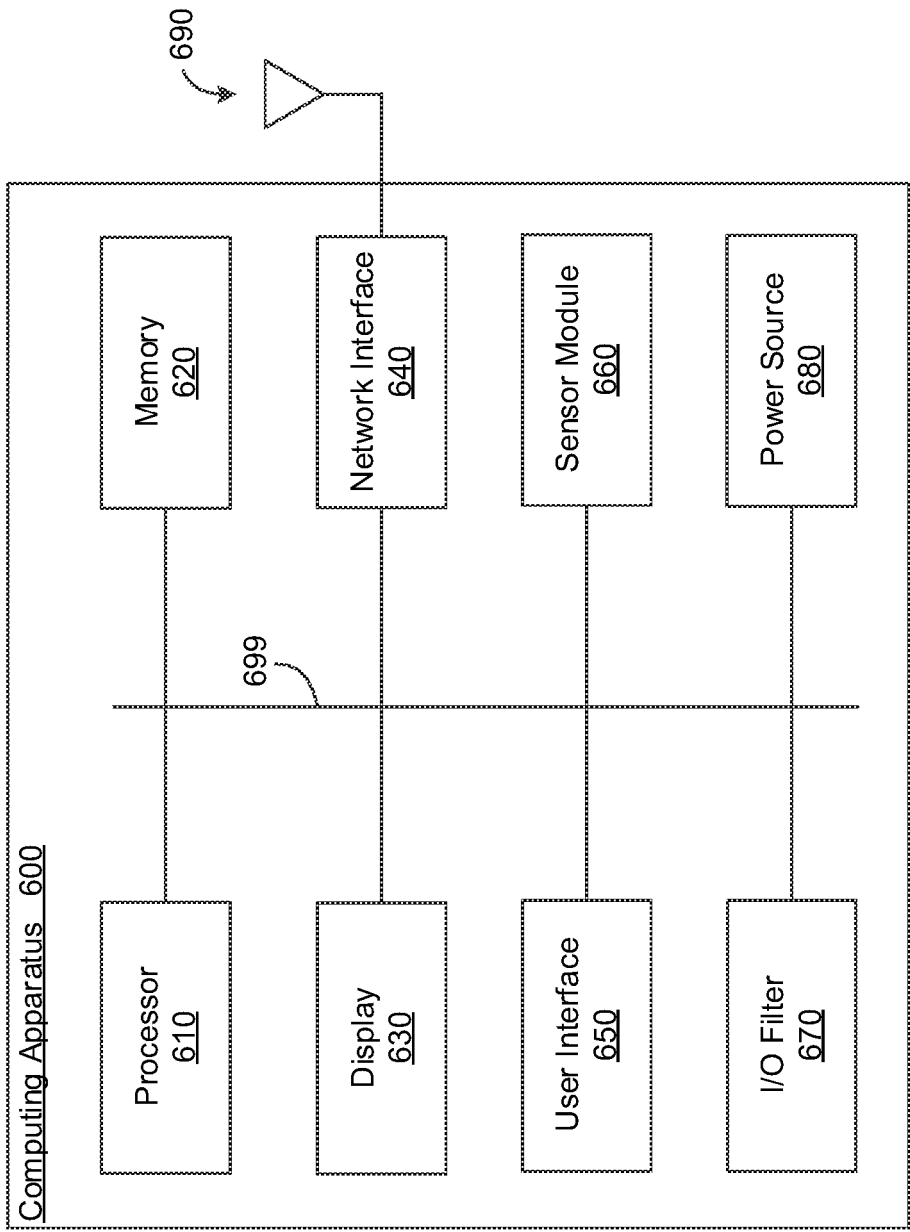 Computing Apparatus 600
Processor
610
Memory
620
Display
630
Network Interface
640
User Interface
650
Sensor Module
660
I/O Filter
670
Power Source
680
690
699